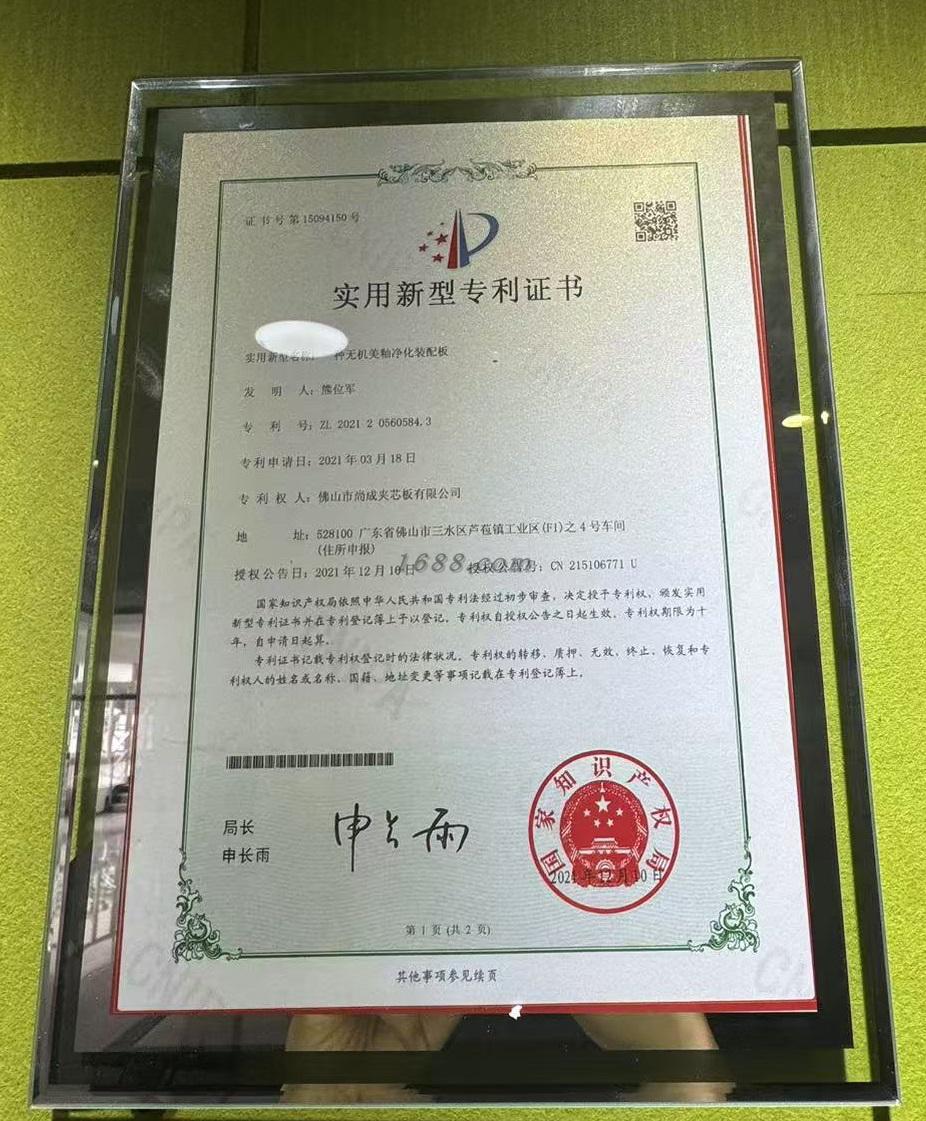 证书号第15094150号
实用新型专利证书
实用新型名称：一种无机美釉净化装配板
发明人：熊位军
专利号：ZL 2021 2 0560584.3
专利申请日：2021年03月18日
专利权人：佛山市尚成夹芯板有限公司
地址：528100 广东省佛山市三水区芦苞镇工业区(F1)之4号车间
(住所申报)
授权公告日：2021年12月10日 授权公告号：CN 215106771 U
1688.com
国家知识产权局依照中华人民共和国专利法经过初步审查，决定授予专利权，颁发实用
新型专利证书并在专利登记簿上予以登记。专利权自授权公告之日起生效。专利权期限为十
年，自申请日起算。
专利证书记载专利权登记时的法律状况。专利权的转移、质押、无效、终止、恢复和专
利权人的姓名或名称、国籍、地址变更等事项记载在专利登记簿上。
局长
申长雨
申长雨
国家知识产权局
2021年12月10日
第 1 页 (共 2 页)
其他事项参见续页